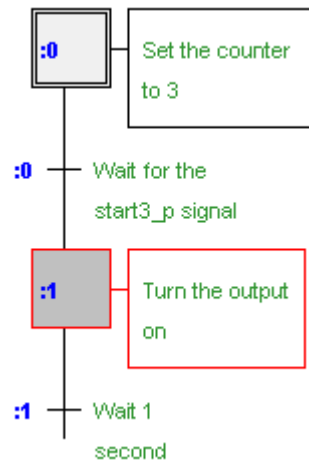 :0
Set the counter
to 3
:0
Wait for the
start3_p signal
:1
Turn the output
on
:1
Wait 1
second